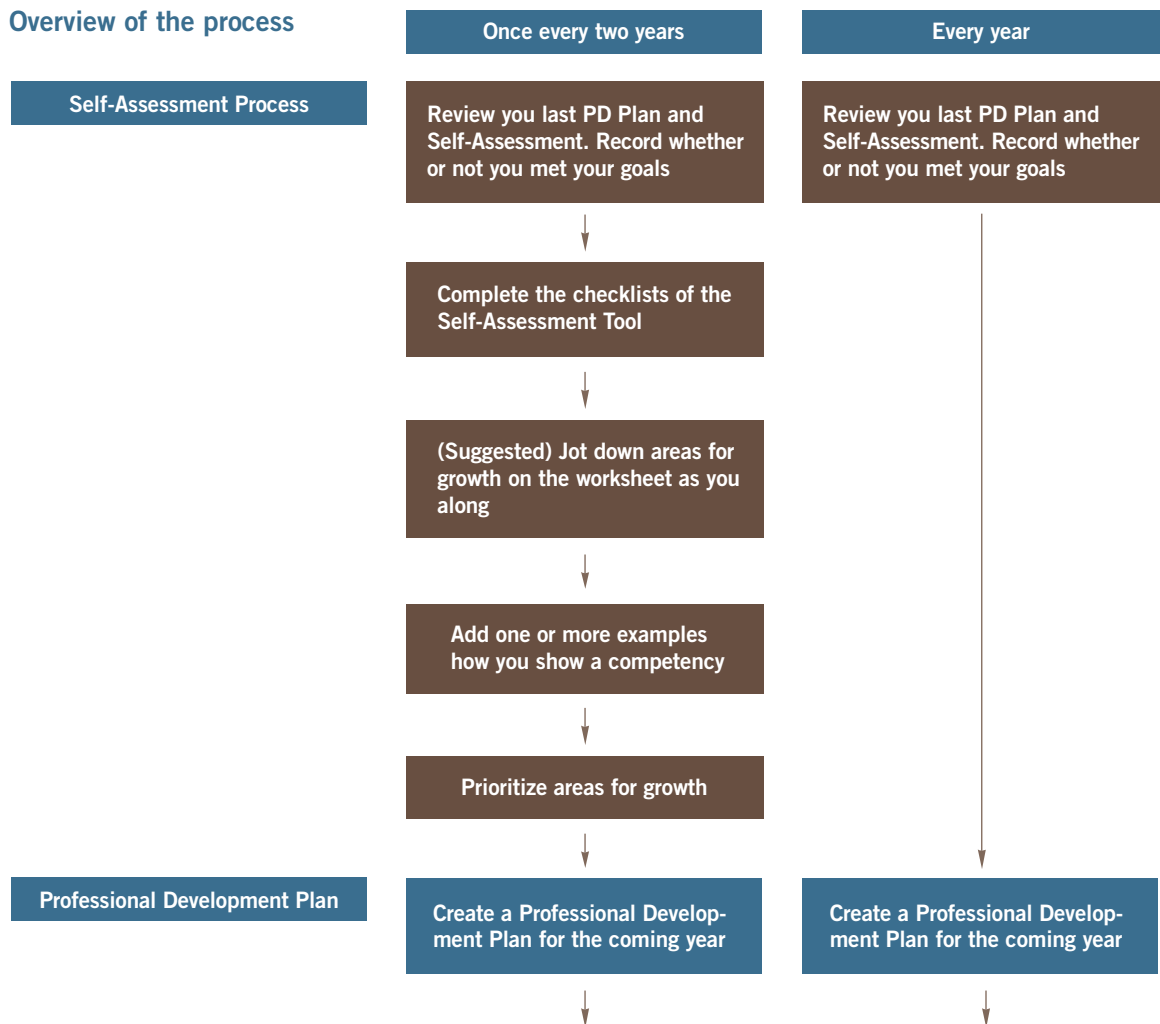 Overview of the process
Once every two years
Every year
Self-Assessment Process
Review you last PD Plan and
Self-Assessment. Record whether
or not you met your goals
Review you last PD Plan and
Self-Assessment. Record whether
or not you met your goals
Complete the checklists of the
Self-Assessment Tool
(Suggested) Jot down areas for
growth on the worksheet as you
along
Add one or more examples
how you show a competency
Prioritize areas for growth
Professional Development Plan
Create a Professional Develop-
ment Plan for the coming year
Create a Professional Develop-
ment Plan for the coming year